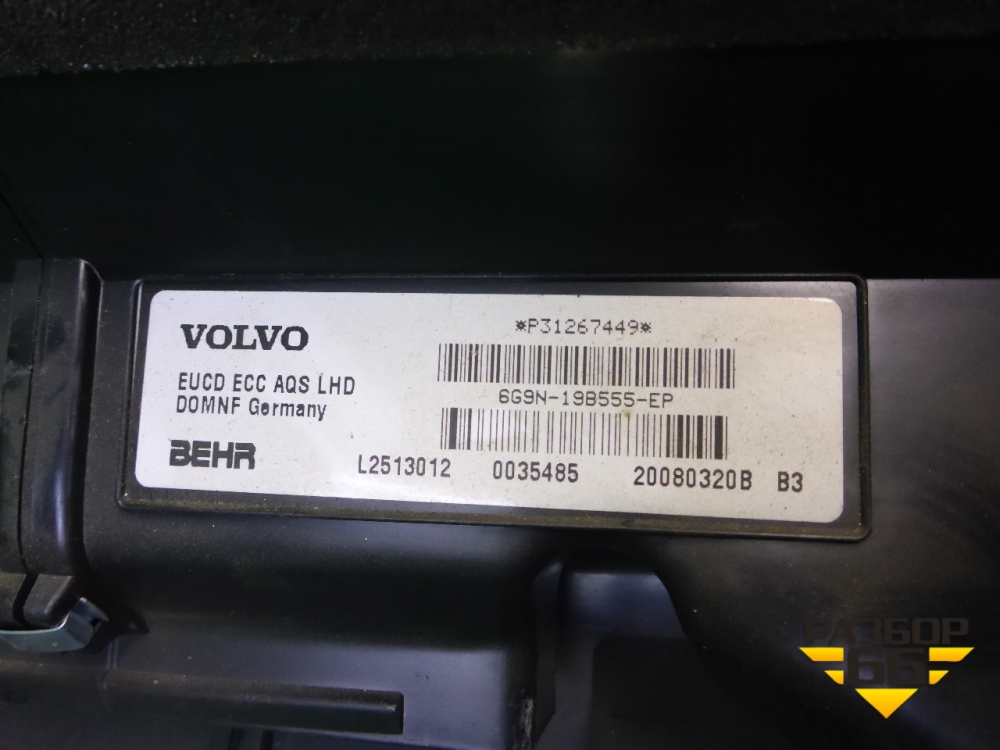 VOLVO
*P31267449*
EUCD ECC AQS LHD
DOMNF Germany
6G9N-19B555-EP
BEHR
L2513012 0035485 20080320B B3
РАЗБОР
66